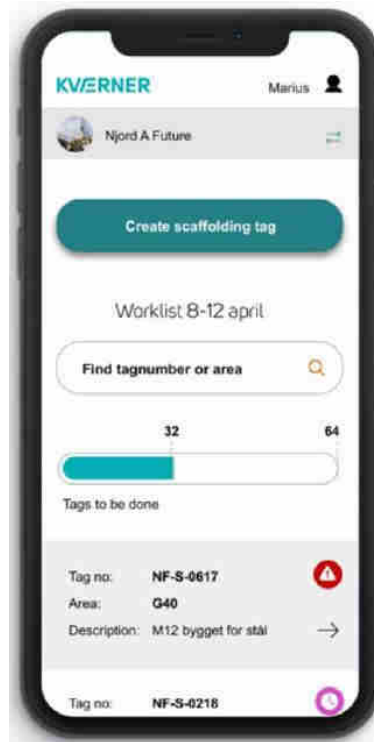 KVÆRNER
Marius
Njord A Future
Create scaffolding tag
Worklist 8-12 april
Find tagnumber or area
32 64
Tags to be done
Tag no: NF-S-0617
Area: G40
Description: M12 bygget for stål
Tag no: NF-S-0218